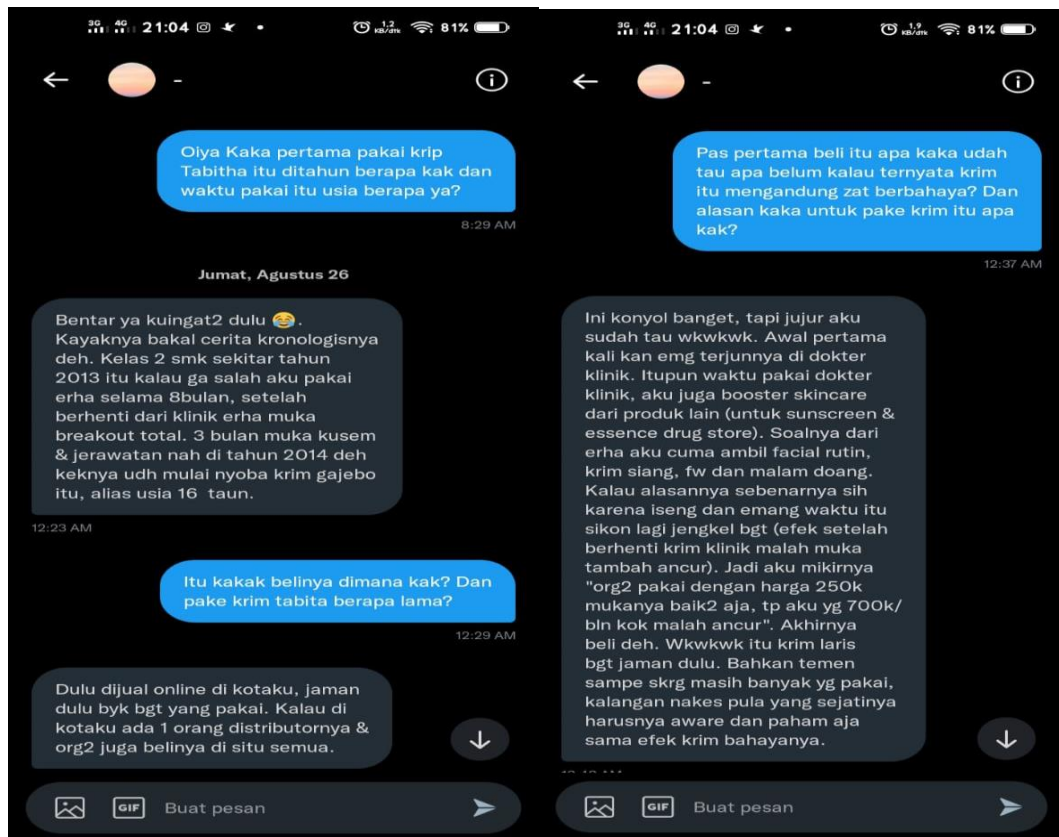 3G 4G 21:04 1,2 KB/dtk 81%
-
Oiya Kaka pertama pakai krip
Tabitha itu ditahun berapa kak dan
waktu pakai itu usia berapa ya?
8:29 AM
Jumat, Agustus 26
Bentar ya kuingat2 dulu 😂.
Kayaknya bakal cerita kronologisnya
deh. Kelas 2 smk sekitar tahun
2013 itu kalau ga salah aku pakai
erha selama 8bulan, setelah
berhenti dari klinik erha muka
breakout total. 3 bulan muka kusem
& jerawatan nah di tahun 2014 deh
keknya udh mulai nyoba krim gajebo
itu, alias usia 16 taun.
12:23 AM
Itu kakak belinya dimana kak? Dan
pake krim tabita berapa lama?
12:29 AM
Dulu dijual online di kotaku, jaman
dulu byk bgt yang pakai. Kalau di
kotaku ada 1 orang distributornya &
org2 juga belinya di situ semua.
GIF Buat pesan
3G 4G 21:04 1,9 KB/dtk 81%
-
Pas pertama beli itu apa kaka udah
tau apa belum kalau ternyata krim
itu mengandung zat berbahaya? Dan
alasan kaka untuk pake krim itu apa
kak?
12:37 AM
Ini konyol banget, tapi jujur aku
sudah tau wkwkwk. Awal pertama
kali kan emg terjunnya di dokter
klinik. Itupun waktu pakai dokter
klinik, aku juga booster skincare
dari produk lain (untuk sunscreen &
essence drug store). Soalnya dari
erha aku cuma ambil facial rutin,
krim siang, fw dan malam doang.
Kalau alasannya sebenarnya sih
karena iseng dan emang waktu itu
sikon lagi jengkel bgt (efek setelah
berhenti krim klinik malah muka
tambah ancur). Jadi aku mikirnya
"org2 pakai dengan harga 250k
mukanya baik2 aja, tp aku yg 700k/
bln kok malah ancur". Akhirnya
beli deh. Wkwkwk itu krim laris
bgt jaman dulu. Bahkan temen
sampe skrg masih banyak yg pakai,
kalangan nakes pula yang sejatinya
harusnya aware dan paham aja
sama efek krim bahayanya.
GIF Buat pesan